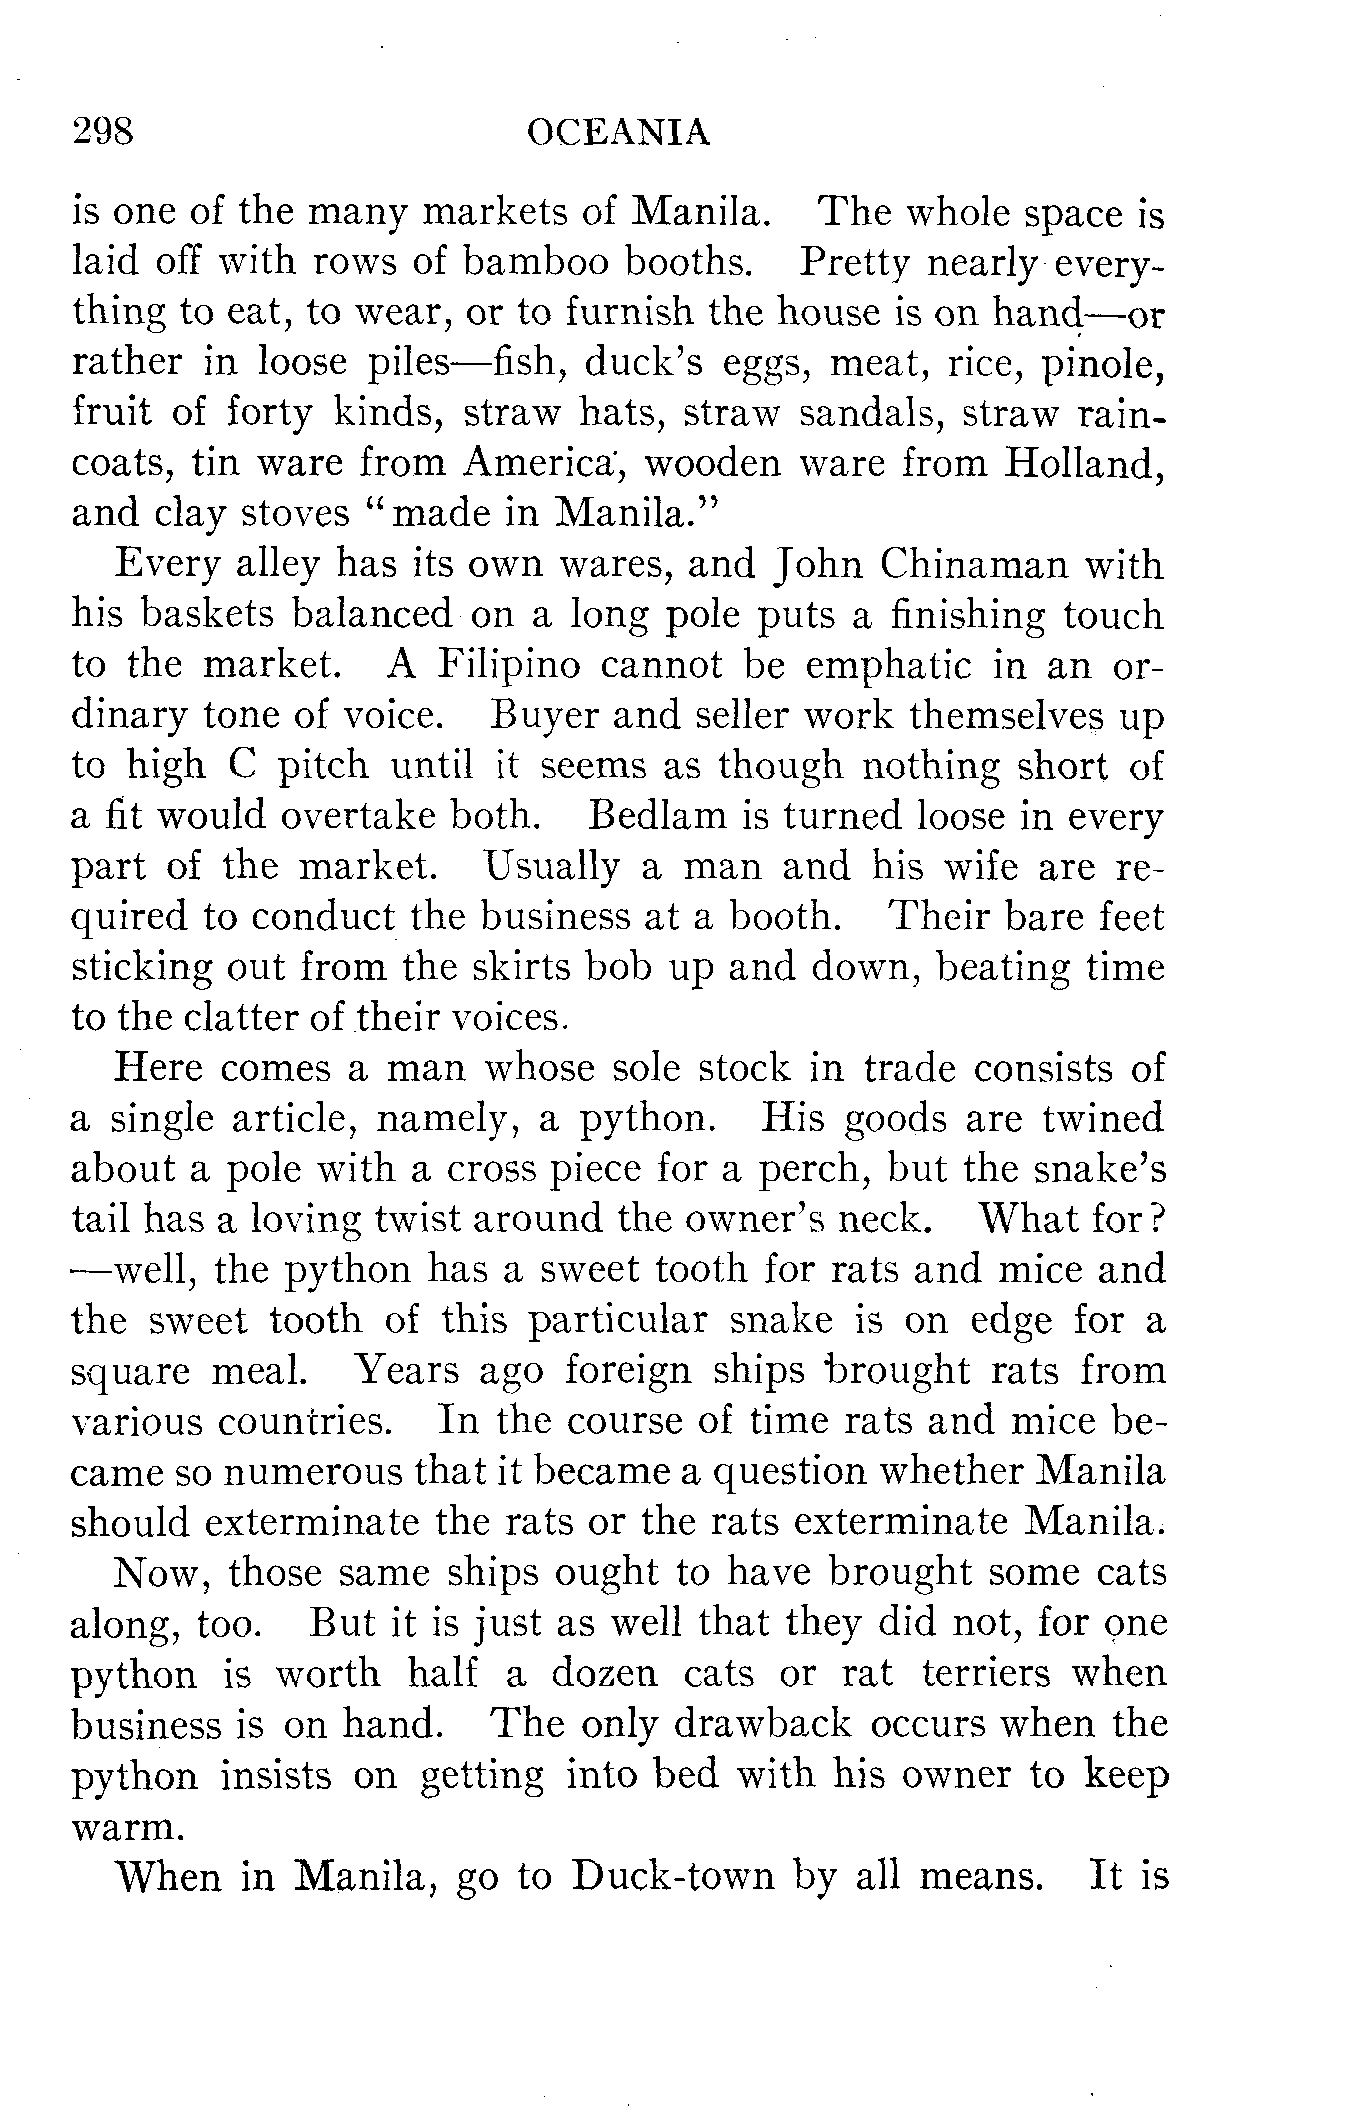 298 OCEANIA
is one of the many markets of Manila. The whole space is
laid off with rows of bamboo booths. Pretty nearly every-
thing to eat, to wear, or to furnish the house is on hand—or
rather in loose piles—fish, duck's eggs, meat, rice, pinole,
fruit of forty kinds, straw hats, straw sandals, straw rain-
coats, tin ware from America, wooden ware from Holland,
and clay stoves "made in Manila."
Every alley has its own wares, and John Chinaman with
his baskets balanced on a long pole puts a finishing touch
to the market. A Filipino cannot be emphatic in an or-
dinary tone of voice. Buyer and seller work themselves up
to high C pitch until it seems as though nothing short of
a fit would overtake both. Bedlam is turned loose in every
part of the market. Usually a man and his wife are re-
quired to conduct the business at a booth. Their bare feet
sticking out from the skirts bob up and down, beating time
to the clatter of their voices.
Here comes a man whose sole stock in trade consists of
a single article, namely, a python. His goods are twined
about a pole with a cross piece for a perch, but the snake's
tail has a loving twist around the owner's neck. What for?
—well, the python has a sweet tooth for rats and mice and
the sweet tooth of this particular snake is on edge for a
square meal. Years ago foreign ships brought rats from
various countries. In the course of time rats and mice be-
came so numerous that it became a question whether Manila
should exterminate the rats or the rats exterminate Manila.
Now, those same ships ought to have brought some cats
along, too. But it is just as well that they did not, for one
python is worth half a dozen cats or rat terriers when
business is on hand. The only drawback occurs when the
python insists on getting into bed with his owner to keep
warm.
When in Manila, go to Duck-town by all means. It is